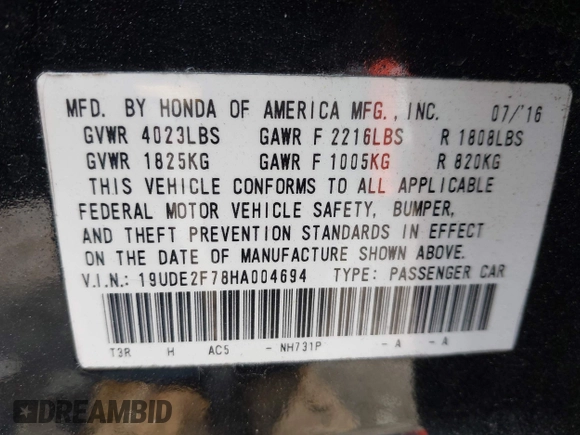 MFD. BY HONDA OF AMERICA MFG., INC. 07/'16
GVWR 4023LBS GAWR F 2216LBS R 1808LBS
GVWR 1825KG GAWR F 1005KG R 820KG
THIS VEHICLE CONFORMS TO ALL APPLICABLE
FEDERAL MOTOR VEHICLE SAFETY, BUMPER,
AND THEFT PREVENTION STANDARDS IN EFFECT
ON THE DATE OF MANUFACTURE SHOWN ABOVE.
V.I.N.: 19UDE2F78HA004694 TYPE: PASSENGER CAR
T3R H AC5 - NH731P - A - A
DREAMBID